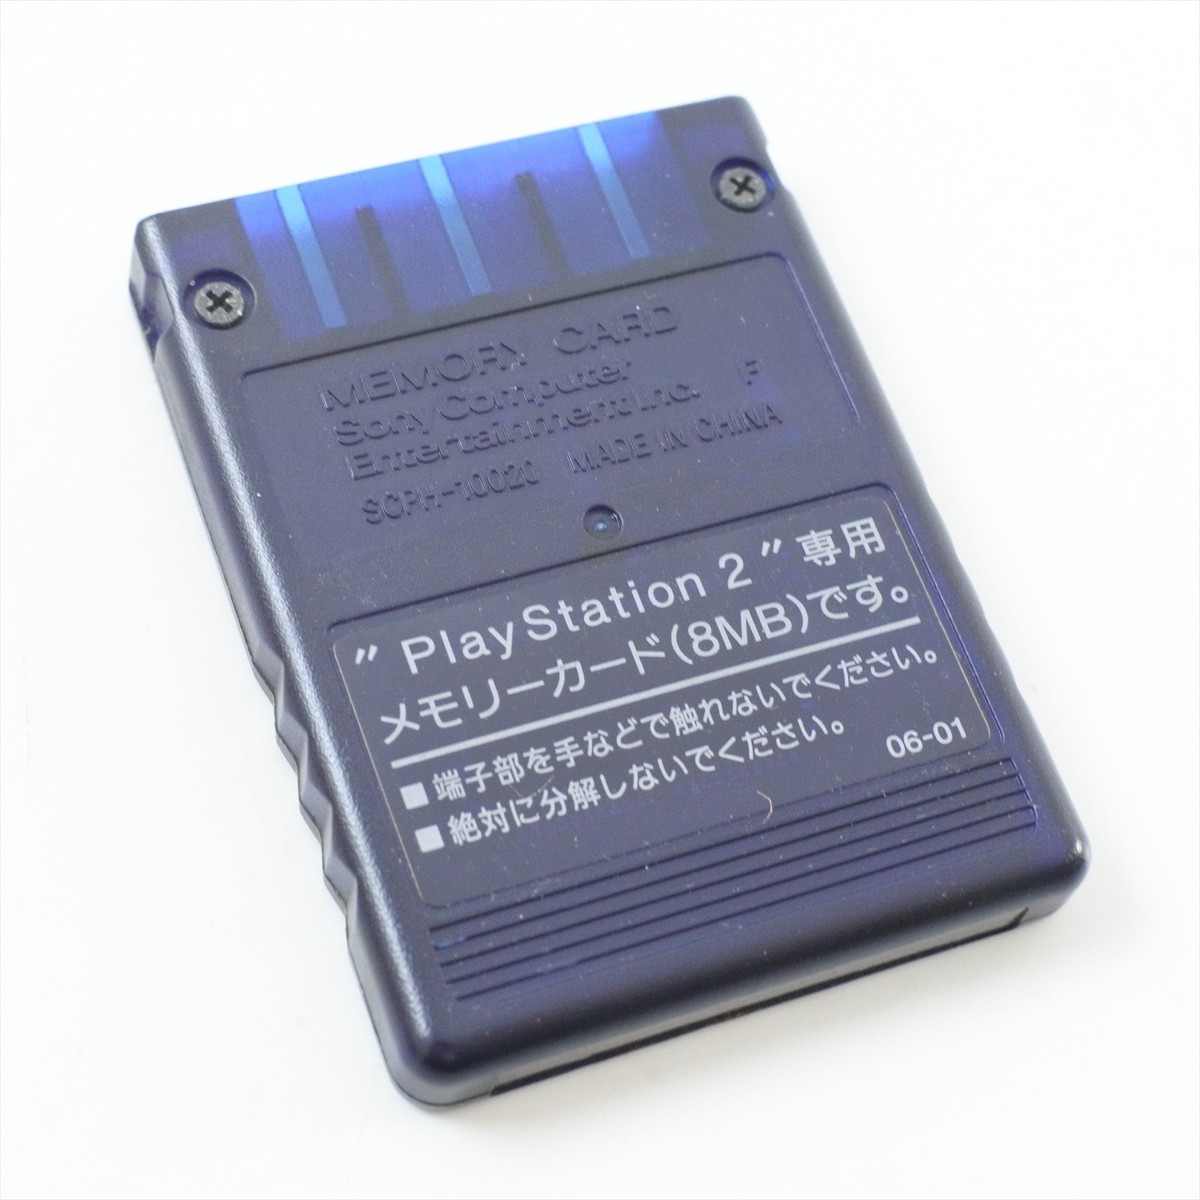 MEMORY CARD
Sony Computer
Entertainment Inc. F
SCPH-10020 MADE IN CHINA
〃PlayStation 2〃専用
メモリーカード(8MB)です。
■端子部を手などで触れないでください。
■絶対に分解しないでください。
06-01